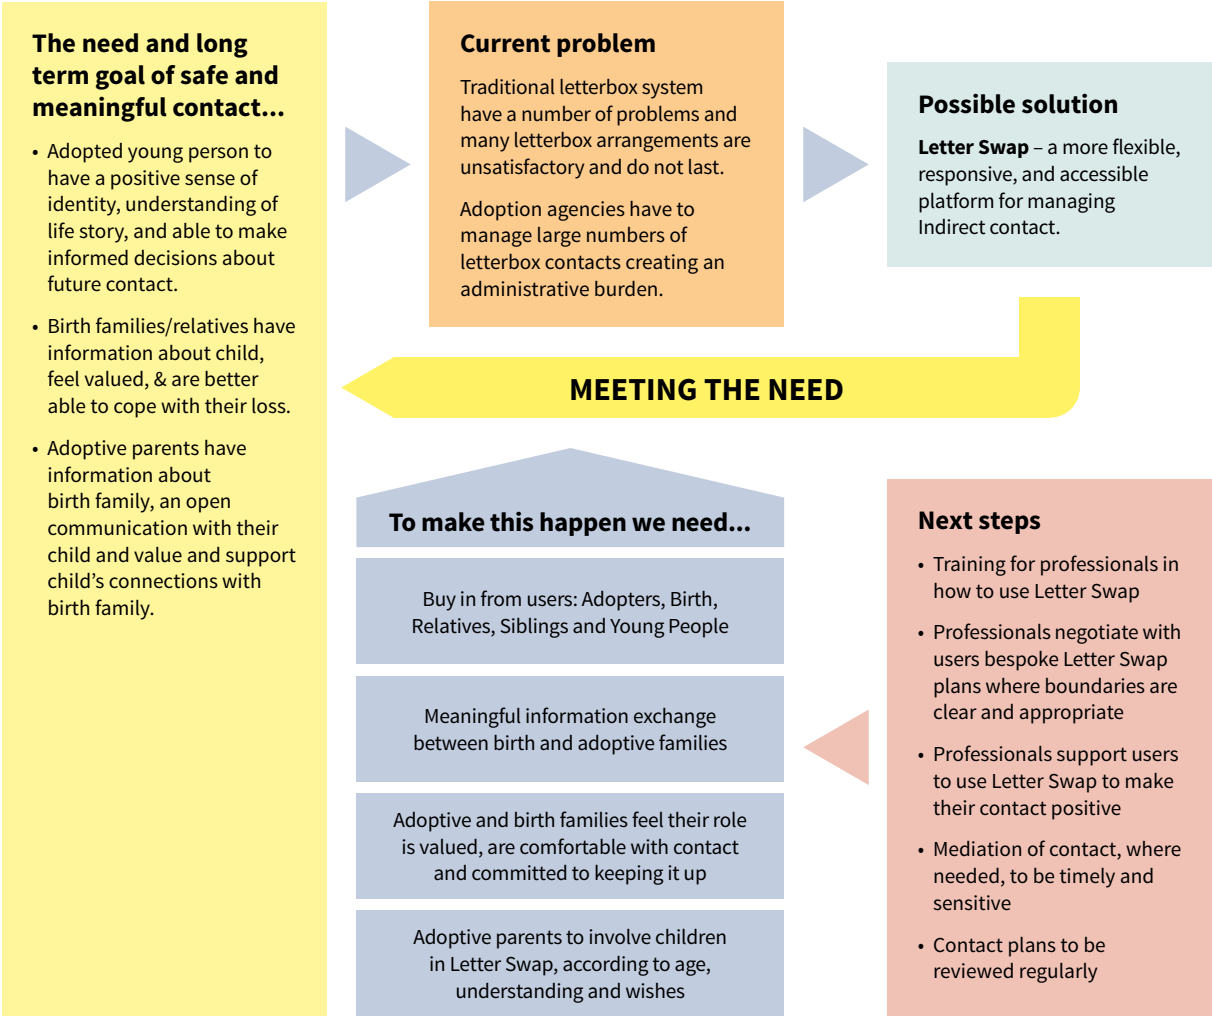 The need and long
term goal of safe and
meaningful contact...
• Adopted young person to
have a positive sense of
identity, understanding of
life story, and able to make
informed decisions about
future contact.
• Birth families/relatives have
information about child,
feel valued, & are better
able to cope with their loss.
• Adoptive parents have
information about
birth family, an open
communication with their
child and value and support
child’s connections with
birth family.
Current problem
Traditional letterbox system
have a number of problems and
many letterbox arrangements are
unsatisfactory and do not last.
Adoption agencies have to
manage large numbers of
letterbox contacts creating an
administrative burden.
Possible solution
Letter Swap – a more flexible,
responsive, and accessible
platform for managing
Indirect contact.
MEETING THE NEED
To make this happen we need...
Buy in from users: Adopters, Birth,
Relatives, Siblings and Young People
Meaningful information exchange
between birth and adoptive families
Adoptive and birth families feel their role
is valued, are comfortable with contact
and committed to keeping it up
Adoptive parents to involve children
in Letter Swap, according to age,
understanding and wishes
Next steps
• Training for professionals in
how to use Letter Swap
• Professionals negotiate with
users bespoke Letter Swap
plans where boundaries are
clear and appropriate
• Professionals support users
to use Letter Swap to make
their contact positive
• Mediation of contact, where
needed, to be timely and
sensitive
• Contact plans to be
reviewed regularly